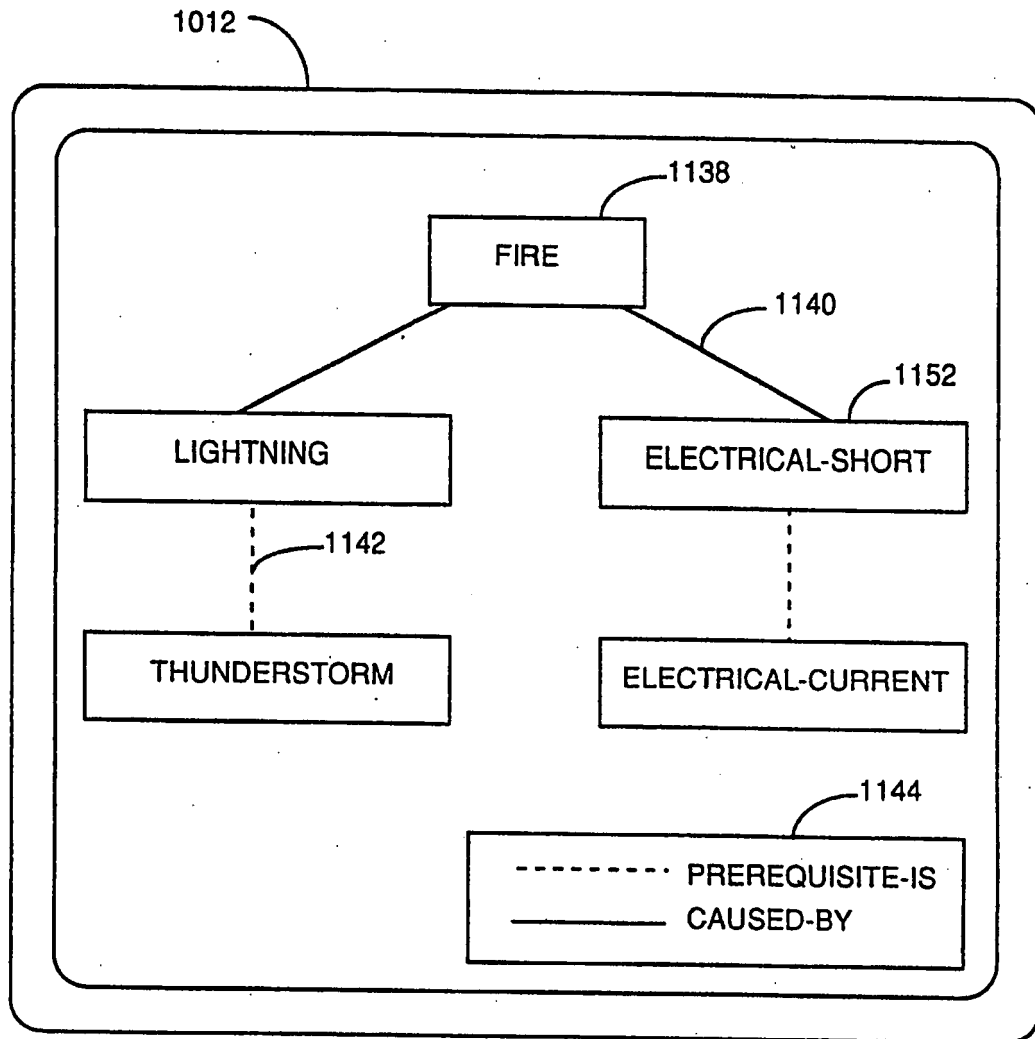 1012
1138
FIRE
1140
1152
LIGHTNING
ELECTRICAL-SHORT
1142
THUNDERSTORM
ELECTRICAL-CURRENT
1144
PREREQUISITE-IS
CAUSED-BY